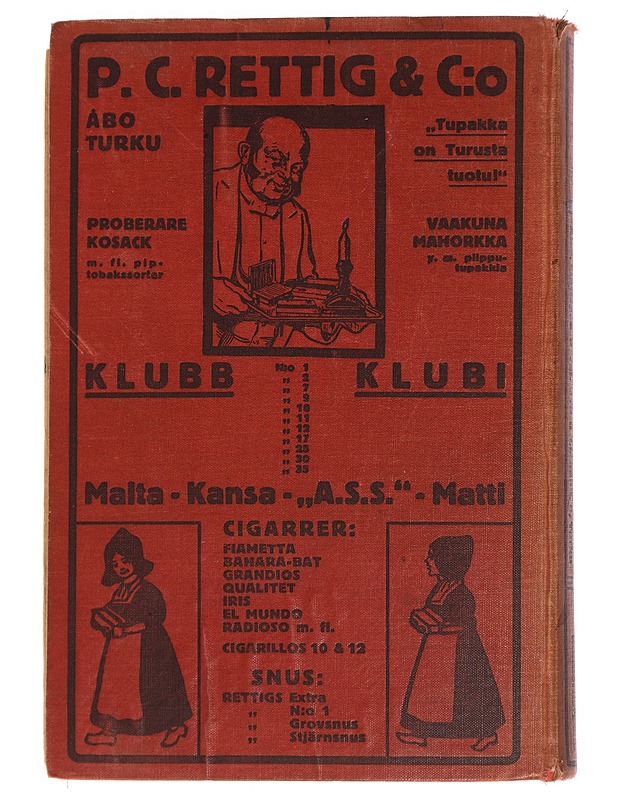 P. C. RETTIG & C:o
ÅBO
TURKU
„Tupakka
on Turusta
tuotu!“
PROBERARE
KOSACK
m. fl. pip-
tobakssorter
VAAKUNA
MAHORKKA
y. m. piippu-
tupakkia
KLUBB
N:o 1
„ 2
„ 7
„ 9
„ 10
„ 11
„ 12
„ 17
„ 25
„ 30
„ 35
KLUBI
Malta - Kansa - „A.S.S.“ - Matti
CIGARRER:
FIAMETTA
BAHARA-BAT
GRANDIOS
QUALITET
IRIS
EL MUNDO
RADIOSO m. fl.
CIGARILLOS 10 & 12
SNUS:
RETTIGS Extra
„ N:o 1
„ Grovsnus
„ Stjärnsnus